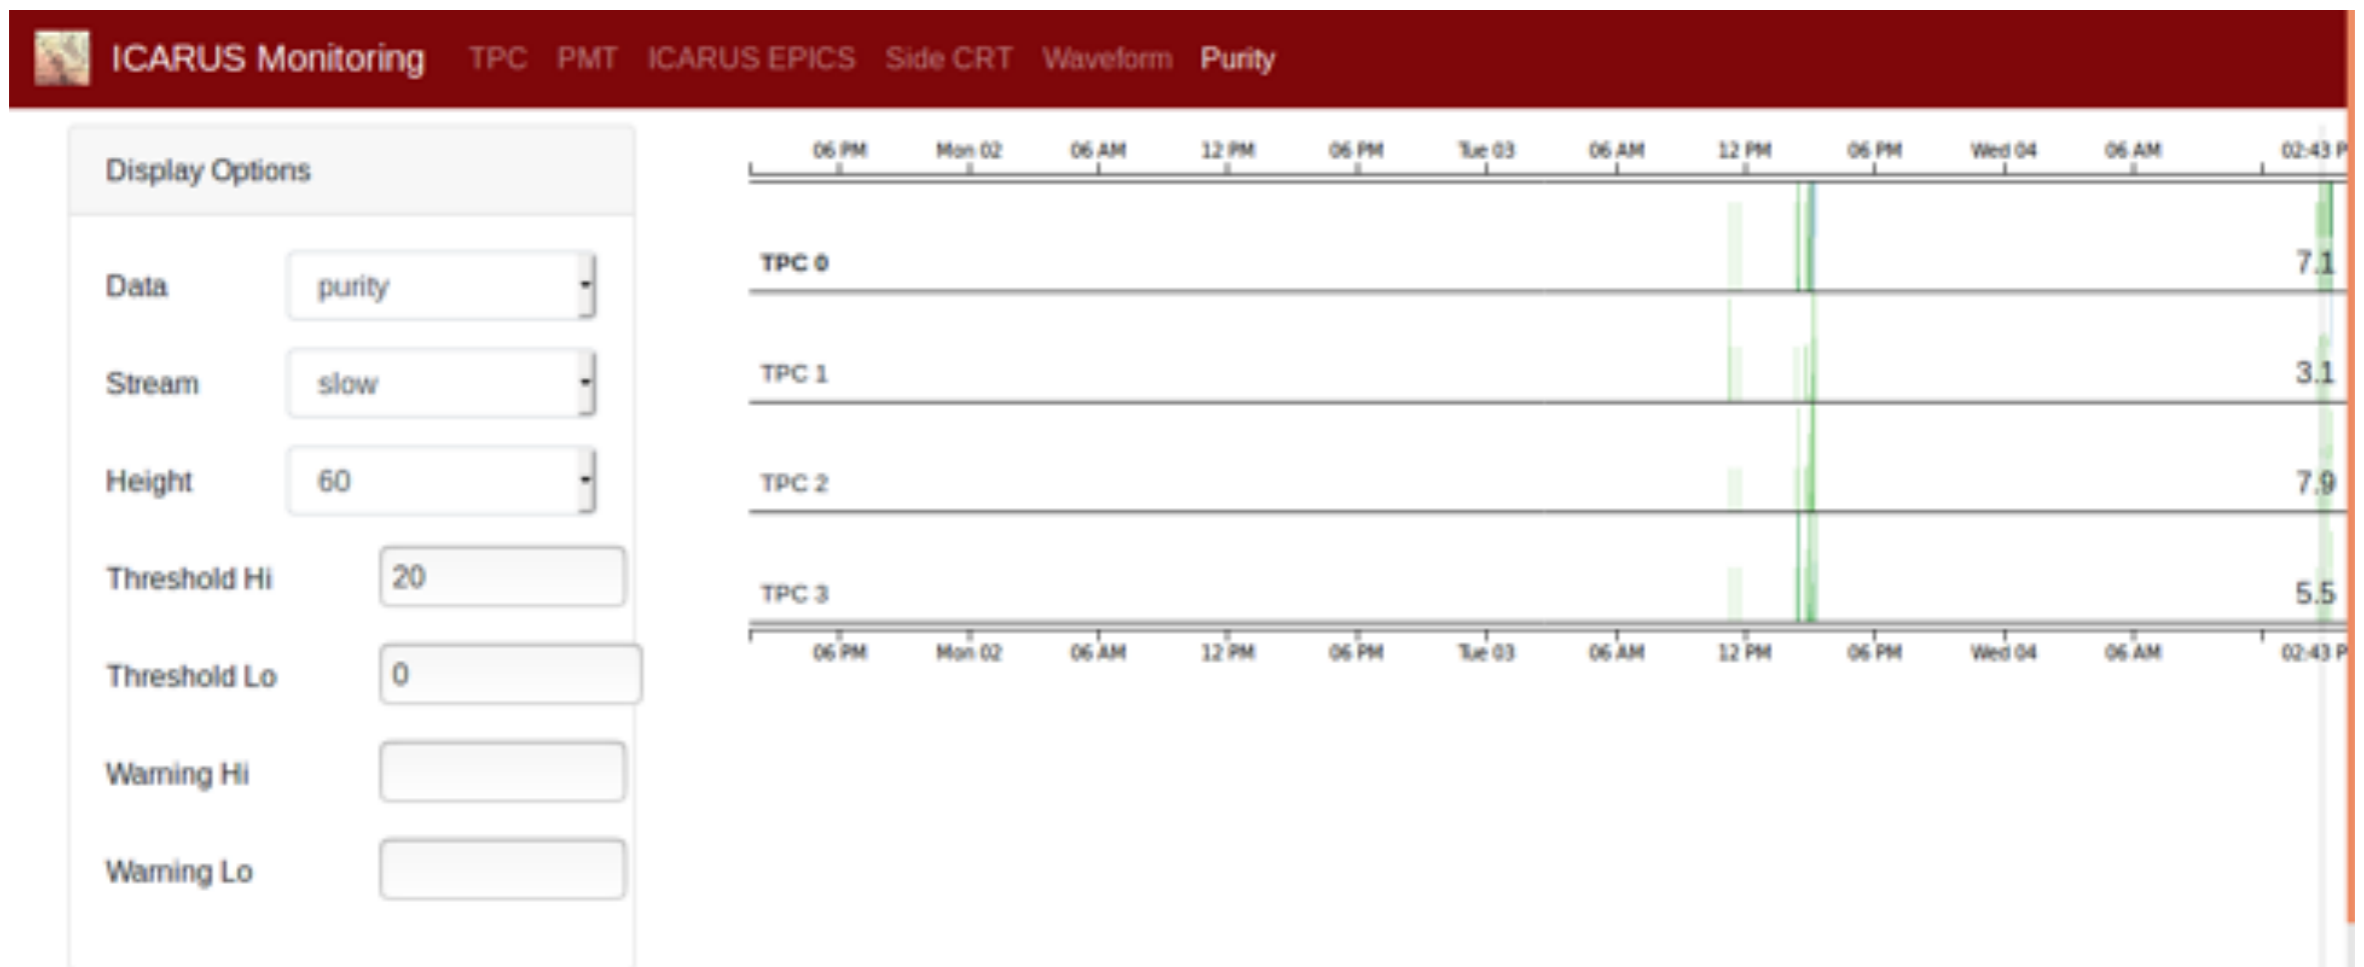 ICARUS Monitoring TPC PMT ICARUS EPICS Side CRT Waveform Purity
Display Options
Data purity
Stream slow
Height 60
Threshold Hi 20
Threshold Lo 0
Warning Hi
Warning Lo
06 PM Mon 02 06 AM 12 PM 06 PM Tue 03 06 AM 12 PM 06 PM Wed 04 06 AM 02:43 P
TPC 0 7.1
TPC 1 3.1
TPC 2 7.9
TPC 3 5.5
06 PM Mon 02 06 AM 12 PM 06 PM Tue 03 06 AM 12 PM 06 PM Wed 04 06 AM 02:43 P